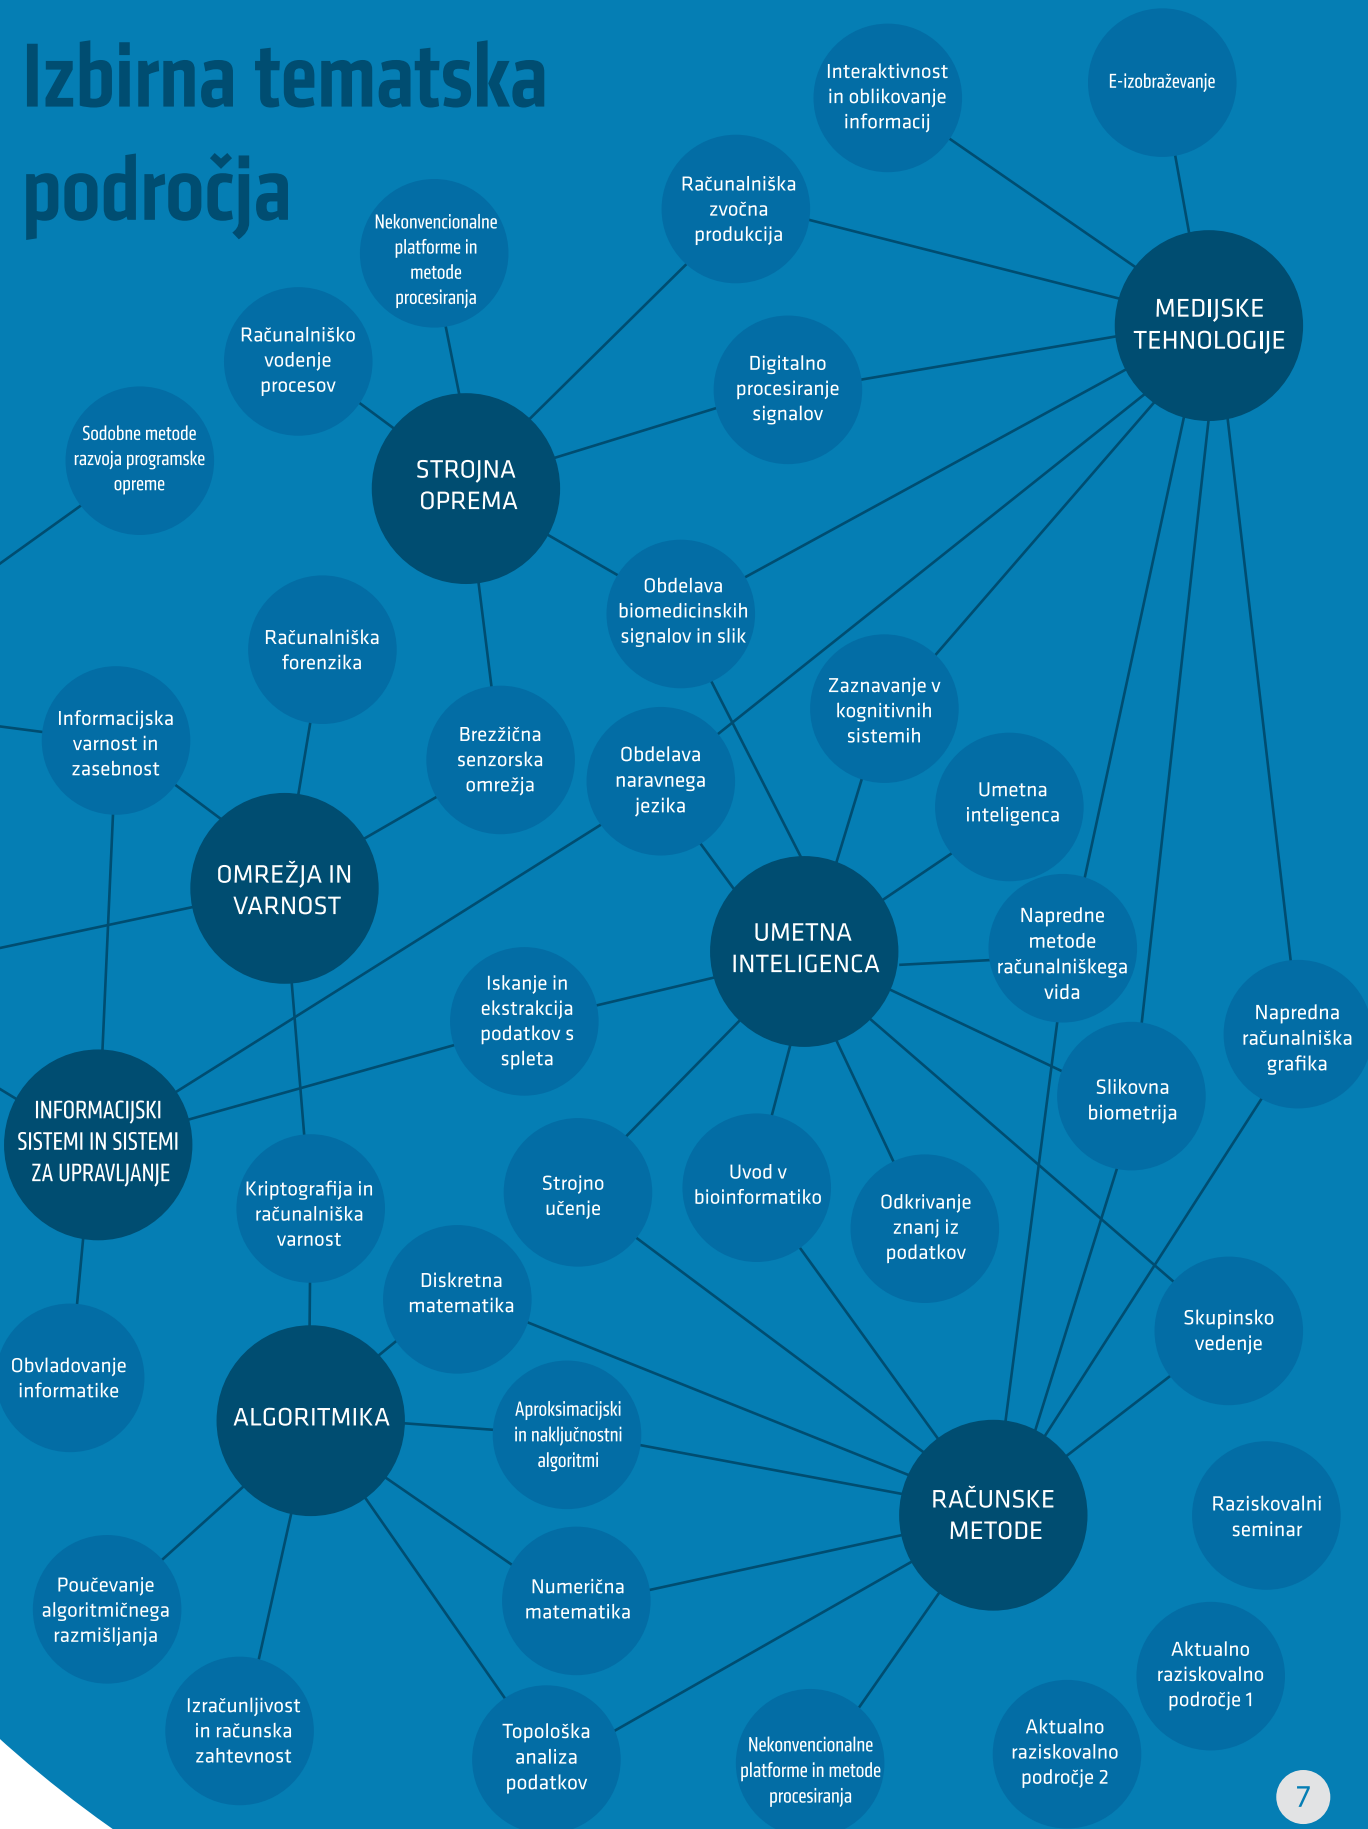 Izbirna tematska
področja
Interaktivnost
in oblikovanje
informacij
E-izobraževanje
Računalniška
zvočna
produkcija
Nekonvencionalne
platforme in
metode
procesiranja
MEDIJSKE
TEHNOLOGIJE
Računalniško
vodenje
procesov
Digitalno
procesiranje
signalov
Sodobne metode
razvoja programske
opreme
STROJNA
OPREMA
Obdelava
biomedicinskih
signalov in slik
Računalniška
forenzika
Zaznavanje v
kognitivnih
sistemih
Informacijska
varnost in
zasebnost
Brezžična
senzorska
omrežja
Obdelava
naravnega
jezika
Umetna
inteligenca
OMREŽJA IN
VARNOST
UMETNA
INTELIGENCA
Napredne
metode
računalniškega
vida
Iskanje in
ekstrakcija
podatkov s
spleta
Napredna
računalniška
grafika
Slikovna
biometrija
INFORMACIJSKI
SISTEMI IN SISTEMI
ZA UPRAVLJANJE
Kriptografija in
računalniška
varnost
Strojno
učenje
Uvod v
bioinformatiko
Odkrivanje
znanj iz
podatkov
Diskretna
matematika
Skupinsko
vedenje
Obvladovanje
informatike
ALGORITMIKA
Aproksimacijski
in naključnostni
algoritmi
RAČUNSKE
METODE
Raziskovalni
seminar
Poučevanje
algoritmičnega
razmišljanja
Numerična
matematika
Aktualno
raziskovalno
področje 1
Izračunljivost
in računska
zahtevnost
Topološka
analiza
podatkov
Nekonvencionalne
platforme in metode
procesiranja
Aktualno
raziskovalno
področje 2
7